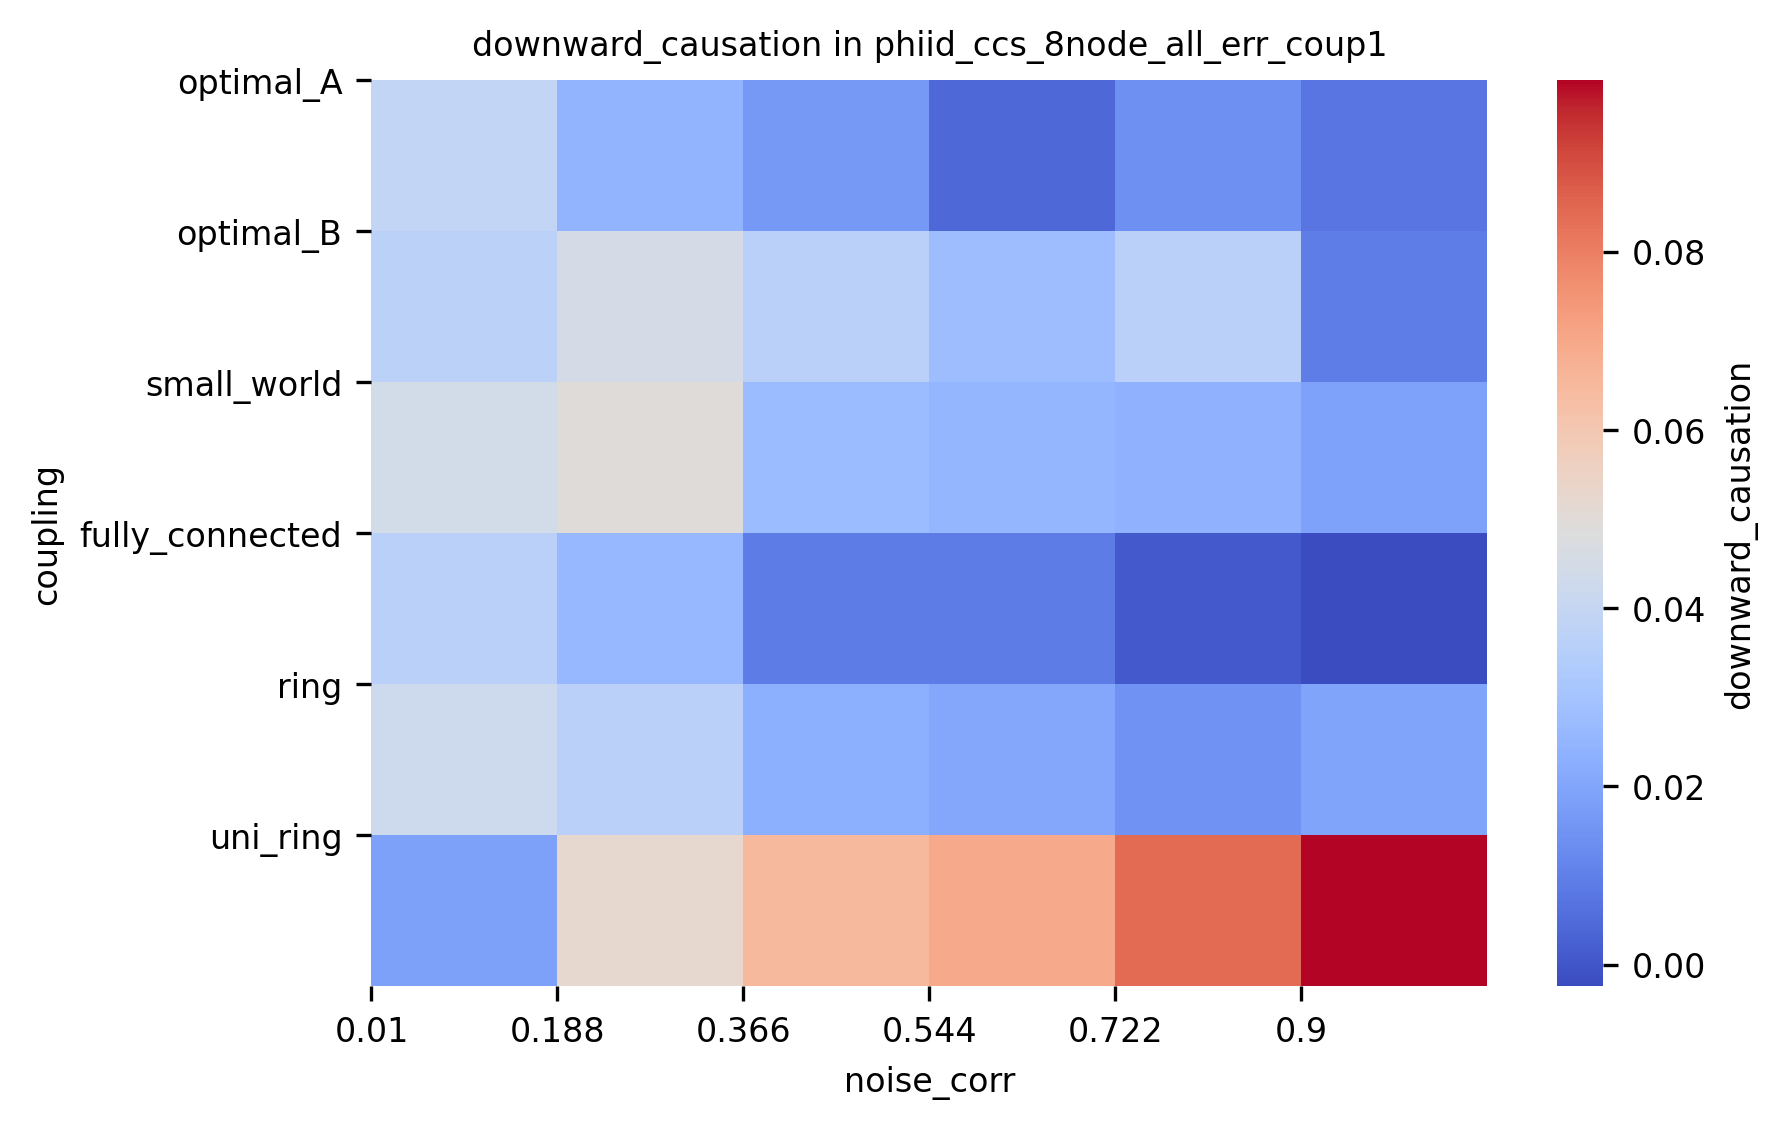 downward_causation in phiid_ccs_8node_all_err_coup1
optimal_A
optimal_B
small_world
fully_connected
ring
uni_ring
coupling
0.01 0.188 0.366 0.544 0.722 0.9
noise_corr
0.08
0.06
0.04
0.02
0.00
downward_causation